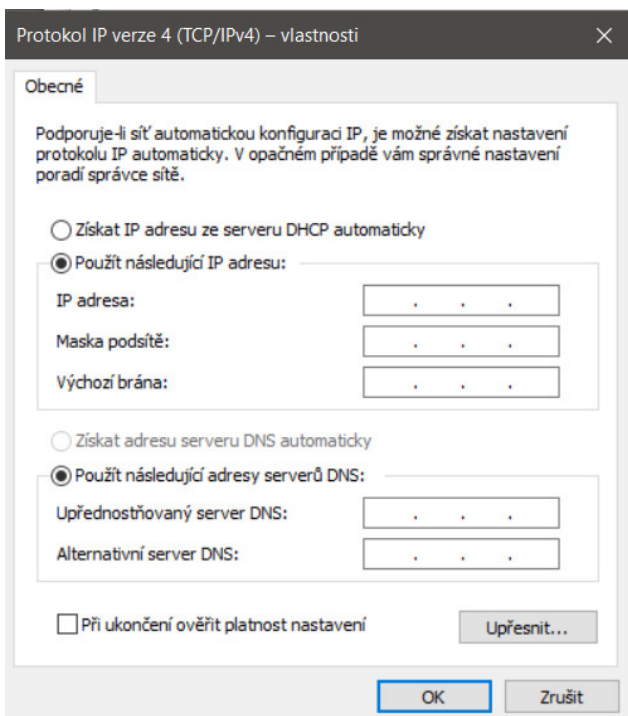 Protokol IP verze 4 (TCP/IPv4) – vlastnosti
Obecné
Podporuje-li síť automatickou konfiguraci IP, je možné získat nastavení
protokolu IP automaticky. V opačném případě vám správné nastavení
poradí správce sítě.
Získat IP adresu ze serveru DHCP automaticky
Použít následující IP adresu:
IP adresa:
Maska podsítě:
Výchozí brána:
Získat adresu serveru DNS automaticky
Použít následující adresy serverů DNS:
Upřednostňovaný server DNS:
Alternativní server DNS:
Při ukončení ověřit platnost nastavení
Upřesnit...
OK Zrušit